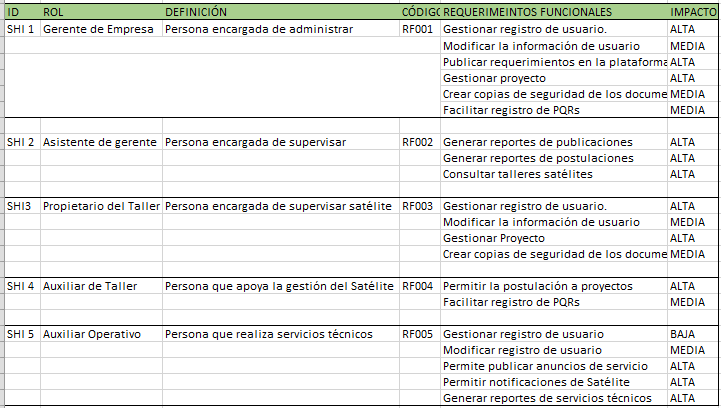 ID ROL DEFINICIÓN CÓDIGO REQUERIMEINTOS FUNCIONALES IMPACTO
SHI 1 Gerente de Empresa Persona encargada de administrar RF001 Gestionar registro de usuario. ALTA
Modificar la información de usuario MEDIA
Publicar requerimientos en la plataforma ALTA
Gestionar proyecto ALTA
Crear copias de seguridad de los docume MEDIA
Facilitar registro de PQRs MEDIA
SHI 2 Asistente de gerente Persona encargada de supervisar RF002 Generar reportes de publicaciones ALTA
Generar reportes de postulaciones ALTA
Consultar talleres satélites ALTA
SHI3 Propietario del Taller Persona encargada de supervisar satélite RF003 Gestionar registro de usuario. ALTA
Modificar la información de usuario MEDIA
Gestionar Proyecto ALTA
Crear copias de seguridad de los docume MEDIA
SHI 4 Auxiliar de Taller Persona que apoya la gestión del Satélite RF004 Permitir la postulación a proyectos ALTA
Facilitar registro de PQRs MEDIA
SHI 5 Auxiliar Operativo Persona que realiza servicios técnicos RF005 Gestionar registro de usuario BAJA
Modificar registro de usuario MEDIA
Permite publicar anuncios de servicio ALTA
Permitir notificaciones de Satélite ALTA
Generar reportes de servicios técnicos ALTA